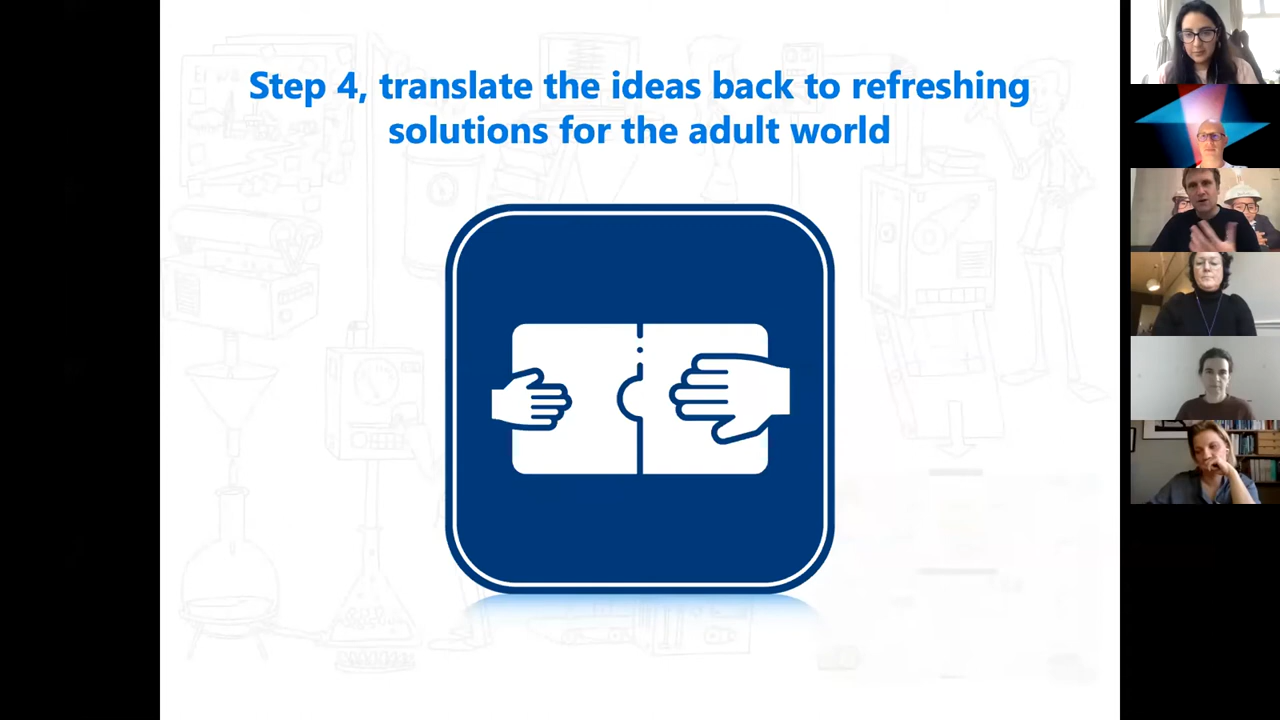 Step 4, translate the ideas back to refreshing
solutions for the adult world